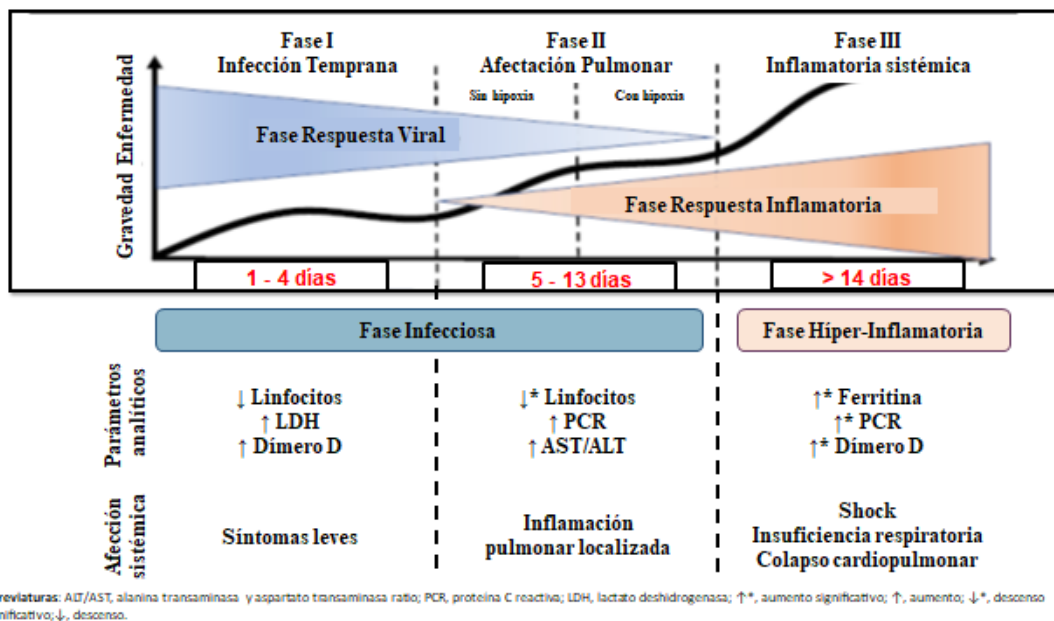 Fase I
Infección Temprana
Fase II
Afectación Pulmonar
Sin hipoxia
Con hipoxia
Fase III
Inflamatoria sistémica
Gravedad Enfermedad
Fase Respuesta Viral
Fase Respuesta Inflamatoria
1 - 4 días
5 - 13 días
> 14 días
Fase Infecciosa
Fase Híper-Inflamatoria
Parámetros
analíticos
↓ Linfocitos
↑ LDH
↑ Dímero D
↓* Linfocitos
↑ PCR
↑ AST/ALT
↑* Ferritina
↑* PCR
↑* Dímero D
Afección
sistémica
Síntomas leves
Inflamación
pulmonar localizada
Shock
Insuficiencia respiratoria
Colapso cardiopulmonar
reviaturas: ALT/AST, alanina transaminasa y aspartato transaminasa ratio; PCR, proteína C reactiva; LDH, lactato deshidrogenasa; ↑*, aumento significativo; ↑, aumento; ↓*, descenso
nificativo;↓, descenso.